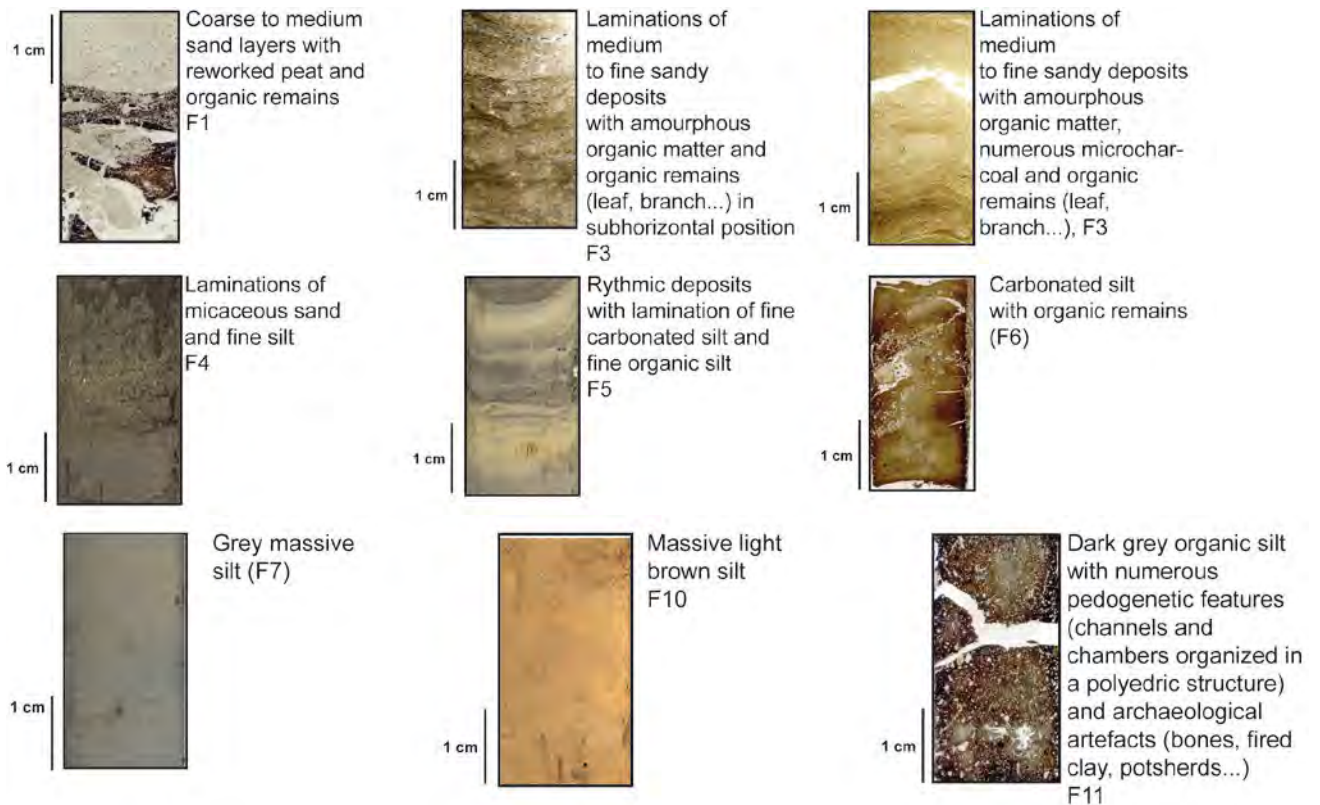 1 cm
Coarse to medium
sand layers with
reworked peat and
organic remains
F1
1 cm
Laminations of
medium
to fine sandy
deposits
with amourphous
organic matter and
organic remains
(leaf, branch...) in
subhorizontal position
F3
1 cm
Laminations of
medium
to fine sandy deposits
with amourphous
organic matter,
numerous microchar-
coal and organic
remains (leaf,
branch...), F3
1 cm
Laminations of
micaceous sand
and fine silt
F4
1 cm
Rythmic deposits
with lamination of fine
carbonated silt and
fine organic silt
F5
1 cm
Carbonated silt
with organic remains
(F6)
1 cm
Grey massive
silt (F7)
1 cm
Massive light
brown silt
F10
1 cm
Dark grey organic silt
with numerous
pedogenetic features
(channels and
chambers organized in
a polyedric structure)
and archaeological
artefacts (bones, fired
clay, potsherds...)
F11